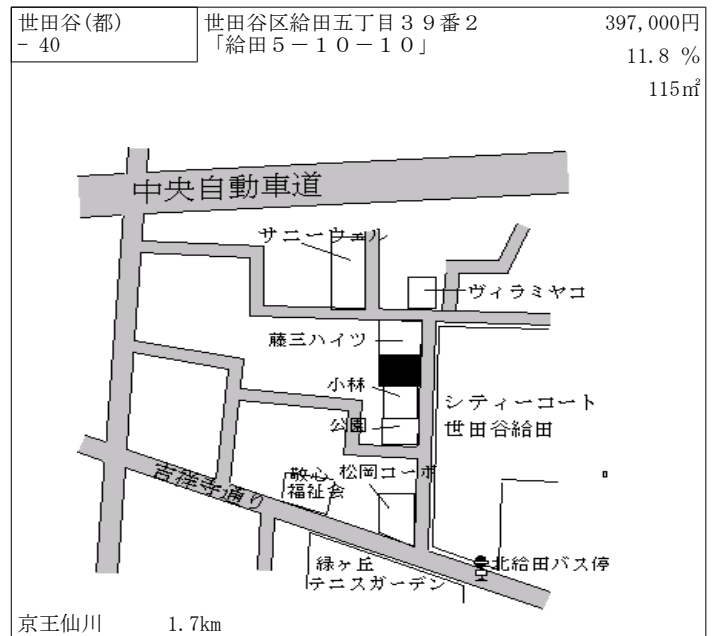 世田谷(都)
- 40
世田谷区給田五丁目３９番２
「給田５－１０－１０」
397,000円
11.8 %
115㎡
中央自動車道
サニーウェル
ヴィラミヤコ
藤三ハイツ
小林
シティーコート
世田谷給田
公園
吉祥寺通り
敬心
福祉会
松岡コーポ
北給田バス停
緑ヶ丘
テニスガーデン
京王仙川 1.7km